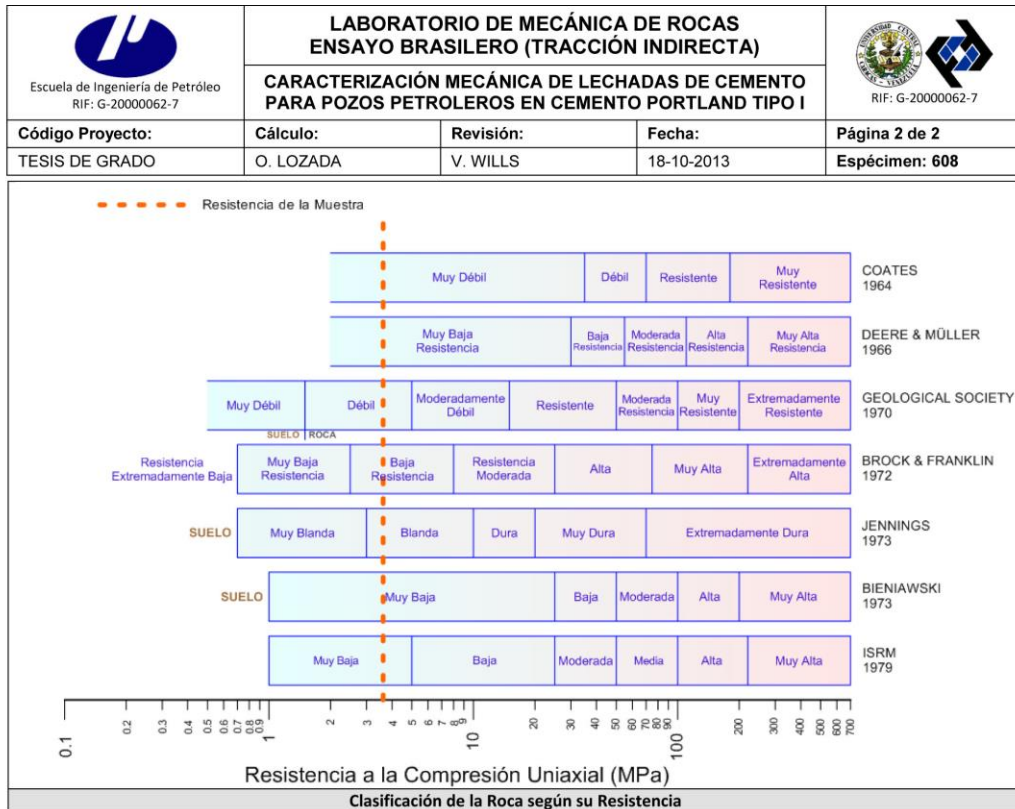 Escuela de Ingeniería de Petróleo
RIF: G-20000062-7
LABORATORIO DE MECÁNICA DE ROCAS
ENSAYO BRASILERO (TRACCIÓN INDIRECTA)
CARACTERIZACIÓN MECÁNICA DE LECHADAS DE CEMENTO
PARA POZOS PETROLEROS EN CEMENTO PORTLAND TIPO I
RIF: G-20000062-7
Código Proyecto: Cálculo: Revisión: Fecha: Página 2 de 2
TESIS DE GRADO O. LOZADA V. WILLS 18-10-2013 Espécimen: 608
Resistencia de la Muestra
Muy Débil Débil Resistente Muy Resistente COATES
1964
Muy Baja Resistencia Baja Resistencia Moderada Resistencia Alta Resistencia Muy Alta Resistencia DEERE & MÜLLER
1966
Muy Débil Débil Moderadamente Débil Resistente Moderada Resistencia Muy Resistente Extremadamente Resistente GEOLOGICAL SOCIETY
1970
SUELO ROCA
Resistencia Extremadamente Baja Muy Baja Resistencia Baja Resistencia Resistencia Moderada Alta Muy Alta Extremadamente Alta BROCK & FRANKLIN
1972
SUELO Muy Blanda Blanda Dura Muy Dura Extremadamente Dura JENNINGS
1973
SUELO Muy Baja Baja Moderada Alta Muy Alta BIENIAWSKI
1973
Muy Baja Baja Moderada Media Alta Muy Alta ISRM
1979
0.1 0.2 0.3 0.4 0.5 0.6 0.7 0.8 0.9 1 2 3 4 5 6 7 8 9 10 20 30 40 50 60 70 80 90 100 200 300 400 500 600 700
Resistencia a la Compresión Uniaxial (MPa)
Clasificación de la Roca según su Resistencia